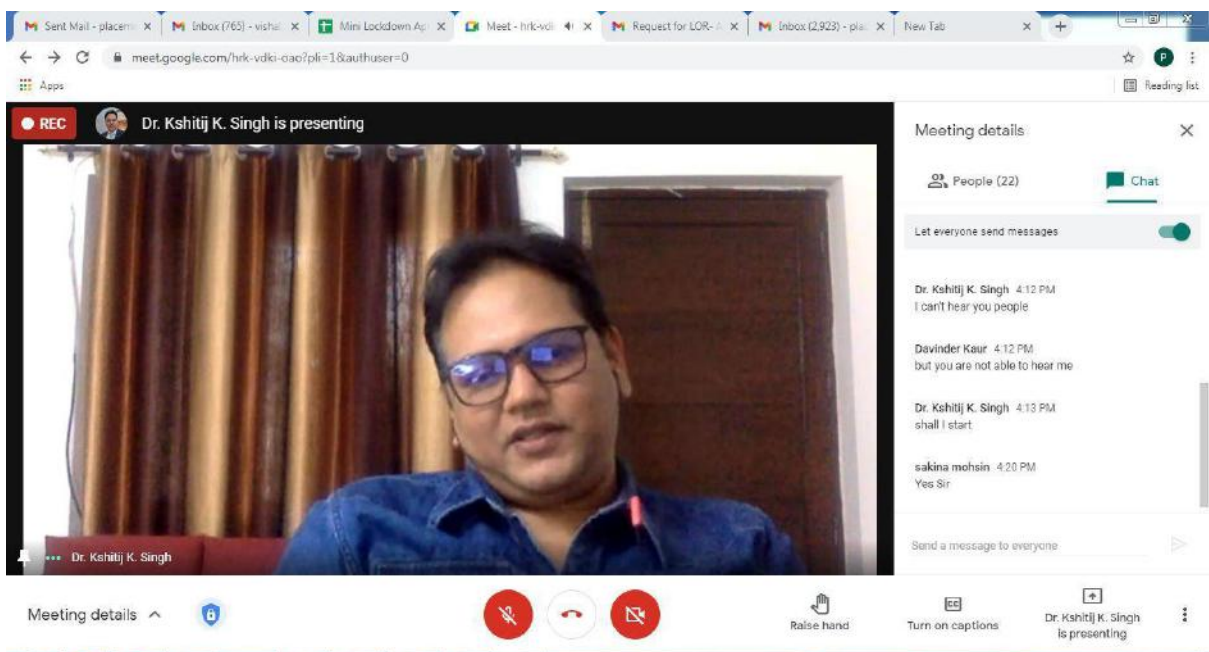 Sent Mail - placem
Inbox (765) - visha
Mini Lockdown Ap
Meet - hrk-vdk
Request for LOR- A
Inbox (2,923) - pla
New Tab
meet.google.com/hrk-vdki-oao?pli=1&authuser=0
P
Apps
Reading list
REC
Dr. Kshitij K. Singh is presenting
Meeting details
People (22)
Chat
Let everyone send messages
Dr. Kshitij K. Singh 4:12 PM
I can't hear you people
Davinder Kaur 4:12 PM
but you are not able to hear me
Dr. Kshitij K. Singh 4:13 PM
shall I start
sakina mohsin 4:20 PM
Yes Sir
Send a message to everyone
Dr. Kshitij K. Singh
Meeting details
Raise hand
CC
Turn on captions
Dr. Kshitij K. Singh
is presenting